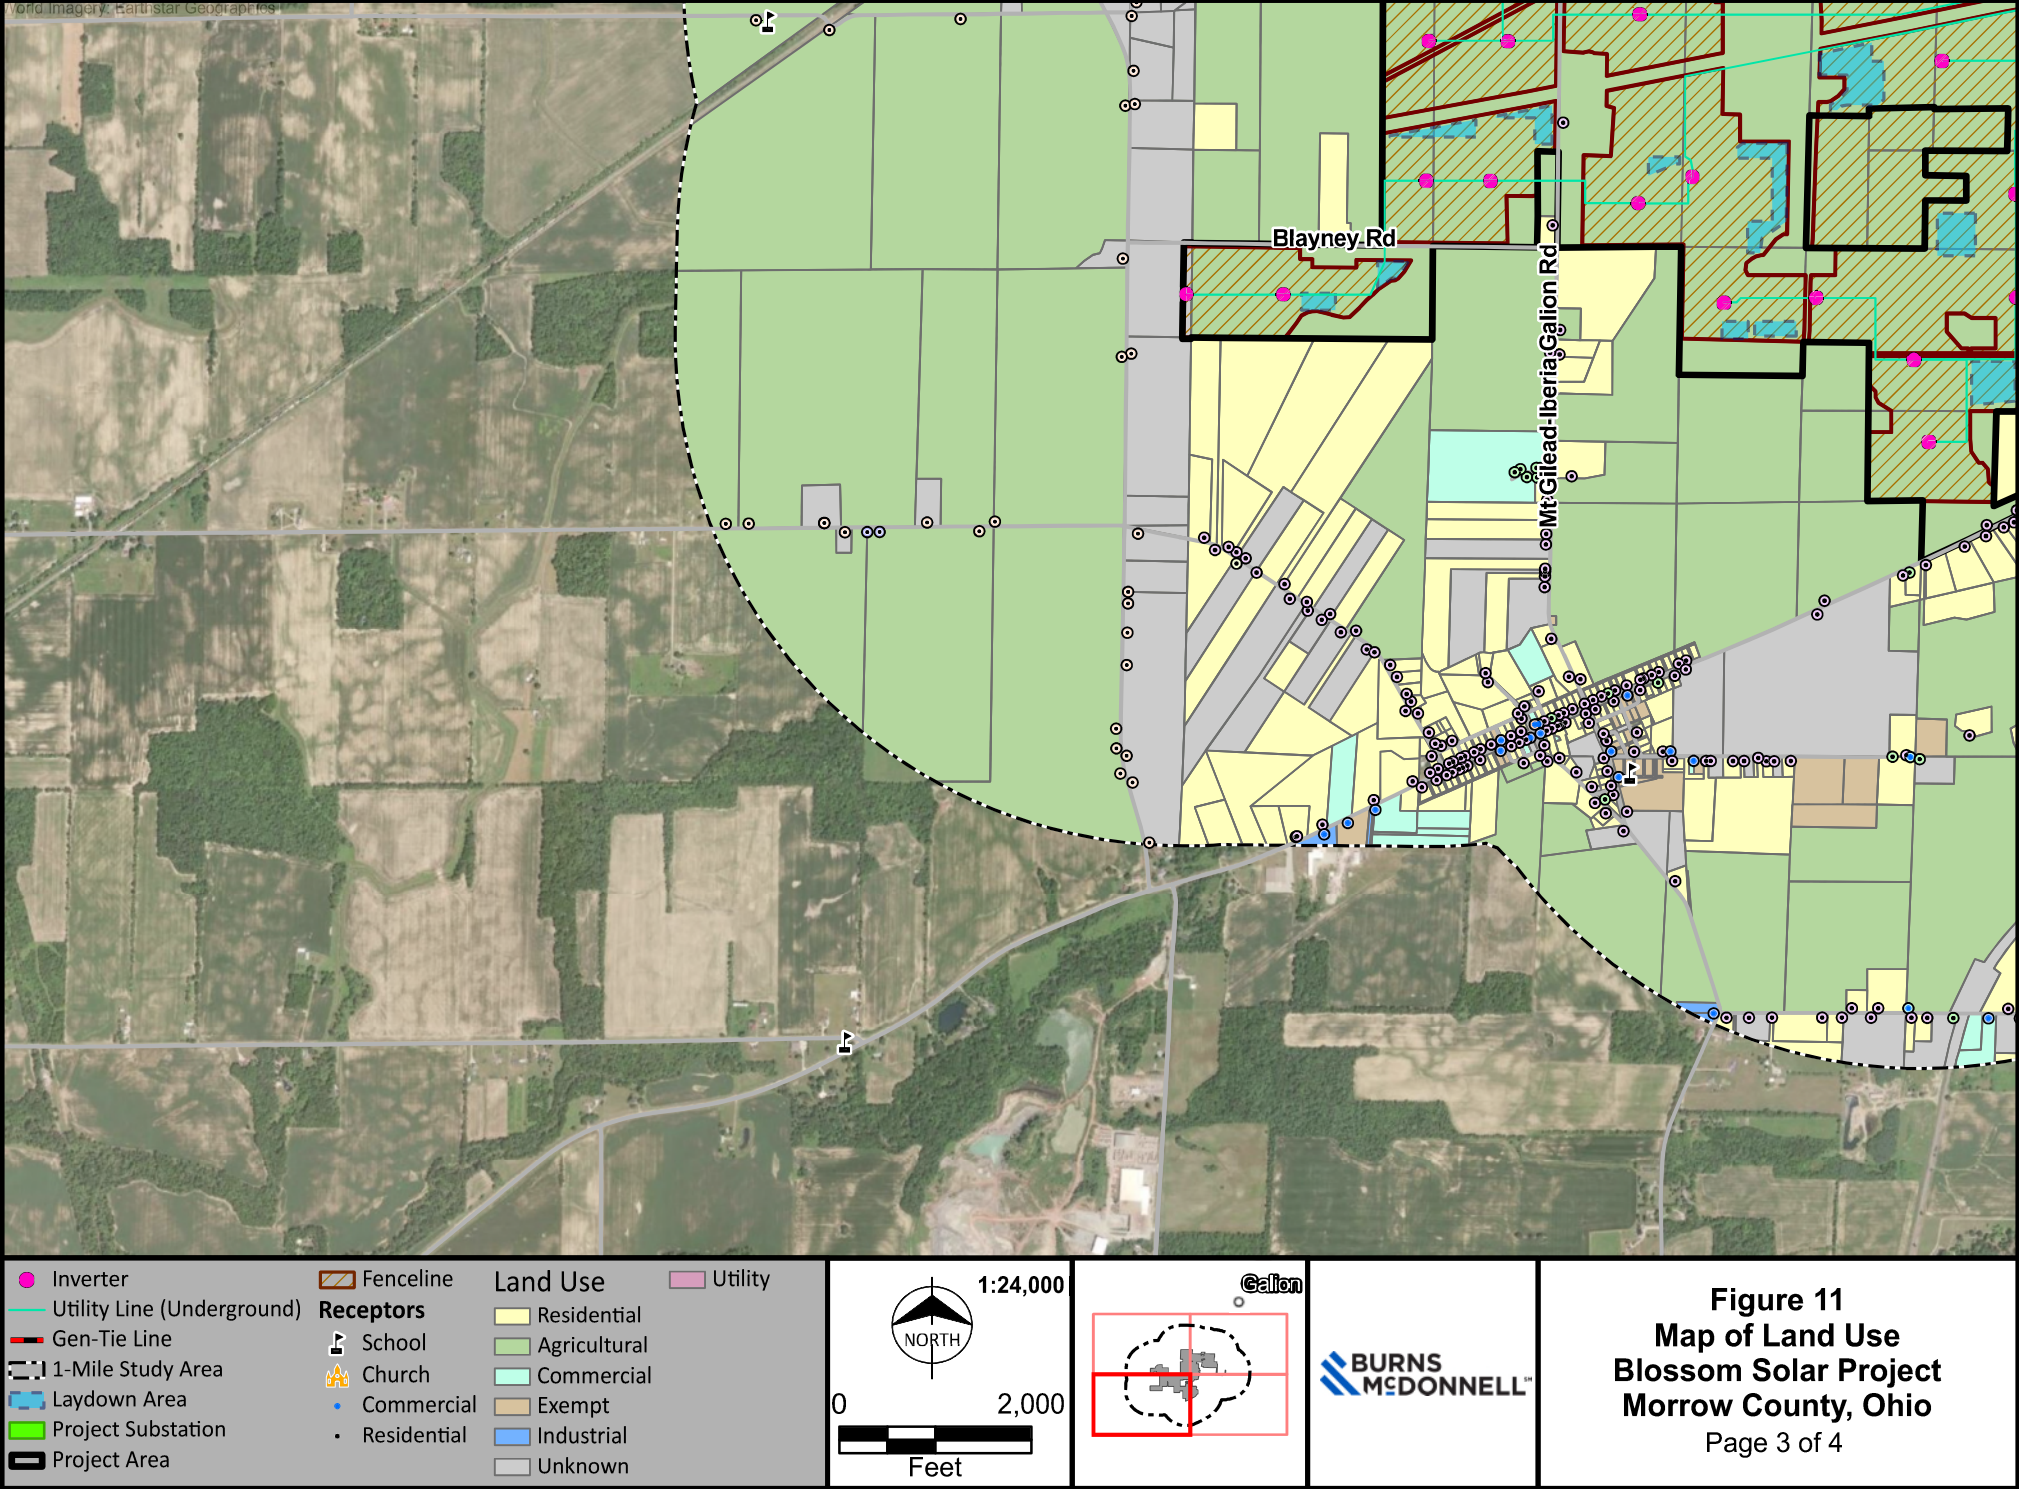 World Imagery: Earthstar Geographics
Blayney Rd
Mt Gilead-Iberia Galion Rd
Inverter
Utility Line (Underground)
Gen-Tie Line
1-Mile Study Area
Laydown Area
Project Substation
Project Area
Fenceline
Receptors
School
Church
Commercial
Residential
Land Use
Residential
Agricultural
Commercial
Exempt
Industrial
Unknown
Utility
1:24,000
NORTH
0 2,000
Feet
Galion
BURNS
McDONNELL
SM
Figure 11
Map of Land Use
Blossom Solar Project
Morrow County, Ohio
Page 3 of 4